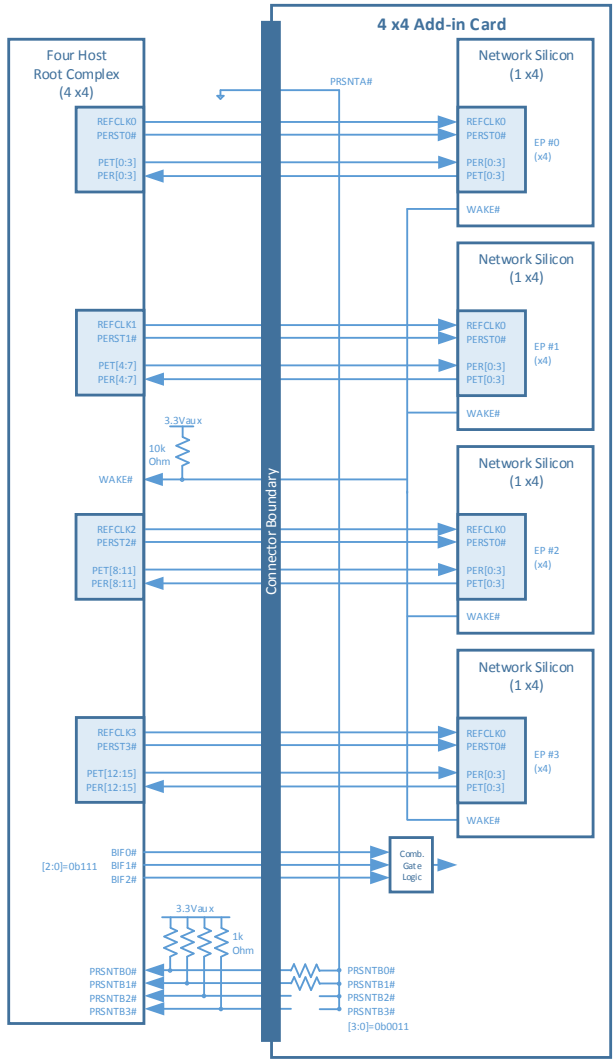 4 x4 Add-in Card
Four Host
Root Complex
(4 x4)
REFCLK0
PERST0#
PET[0:3]
PER[0:3]
PRSNTA#
Network Silicon
(1 x4)
REFCLK0
PERST0#
PER[0:3]
PET[0:3]
EP #0
(x4)
WAKE#
REFCLK1
PERST1#
PET[4:7]
PER[4:7]
Network Silicon
(1 x4)
REFCLK0
PERST0#
PER[0:3]
PET[0:3]
EP #1
(x4)
WAKE#
3.3Vaux
10k
Ohm
WAKE#
Connector Boundary
REFCLK2
PERST2#
PET[8:11]
PER[8:11]
Network Silicon
(1 x4)
REFCLK0
PERST0#
PER[0:3]
PET[0:3]
EP #2
(x4)
WAKE#
REFCLK3
PERST3#
PET[12:15]
PER[12:15]
Network Silicon
(1 x4)
REFCLK0
PERST0#
PER[0:3]
PET[0:3]
EP #3
(x4)
WAKE#
BIF0#
[2:0]=0b111 BIF1#
BIF2#
Comb.
Gate
Logic
3.3Vaux
1k
Ohm
PRSNTB0#
PRSNTB1#
PRSNTB2#
PRSNTB3#
PRSNTB0#
PRSNTB1#
PRSNTB2#
PRSNTB3#
[3:0]=0b0011